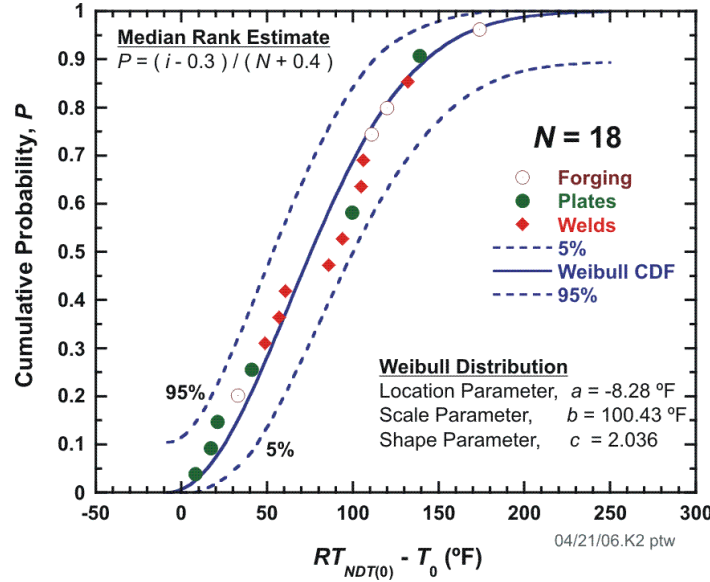 Median Rank Estimate
P = ( i - 0.3 ) / ( N + 0.4 )
N = 18
Forging
Plates
Welds
5%
Weibull CDF
95%
95%
5%
Weibull Distribution
Location Parameter, a = -8.28 ºF
Scale Parameter, b = 100.43 ºF
Shape Parameter, c = 2.036
Cumulative Probability, P
1
0.9
0.8
0.7
0.6
0.5
0.4
0.3
0.2
0.1
0
-50 0 50 100 150 200 250 300
04/21/06.K2 ptw
RT_NDT(0) - T_0 (ºF)